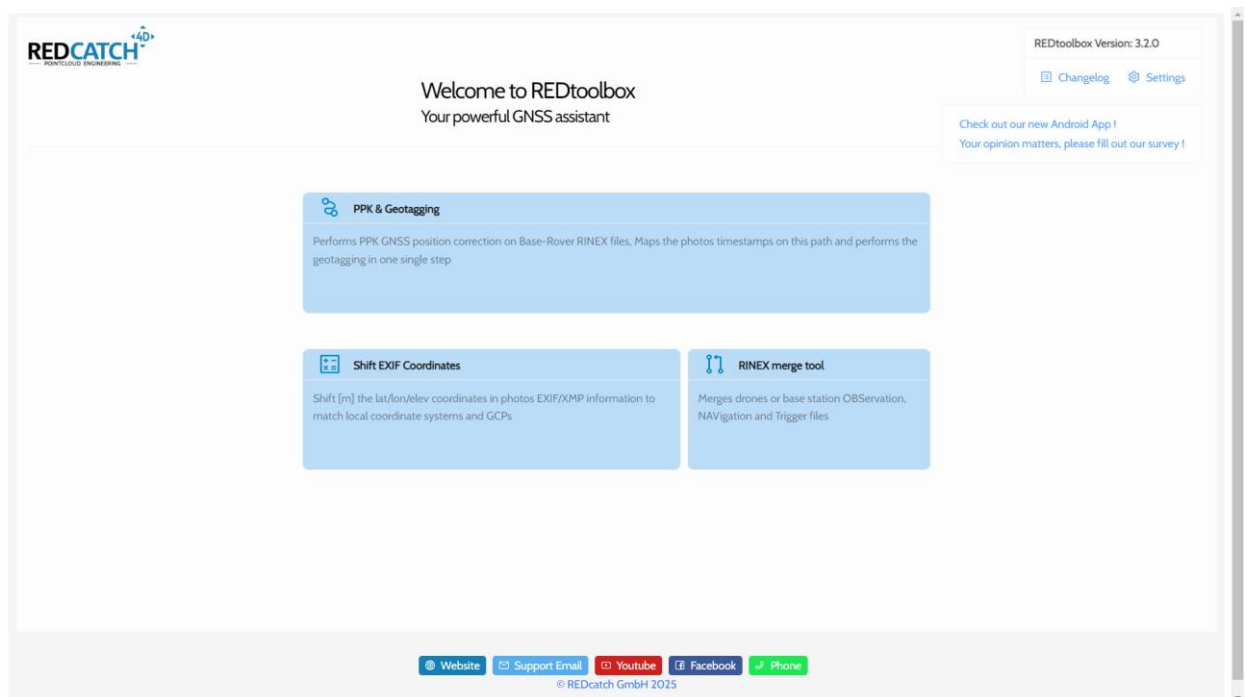 4D
REDCATCH
POINTCLOUD ENGINEERING
REDtoolbox Version: 3.2.0
Changelog Settings
Welcome to REDtoolbox
Your powerful GNSS assistant
Check out our new Android App !
Your opinion matters, please fill out our survey !
PPK & Geotagging
Performs PPK GNSS position correction on Base-Rover RINEX files, Maps the photos timestamps on this path and performs the
geotagging in one single step
Shift EXIF Coordinates
Shift [m] the lat/lon/elev coordinates in photos EXIF/XMP information to
match local coordinate systems and GCPs
RINEX merge tool
Merges drones or base station OBServation,
NAVigation and Trigger files
Website Support Email Youtube Facebook Phone
© REDcatch GmbH 2025